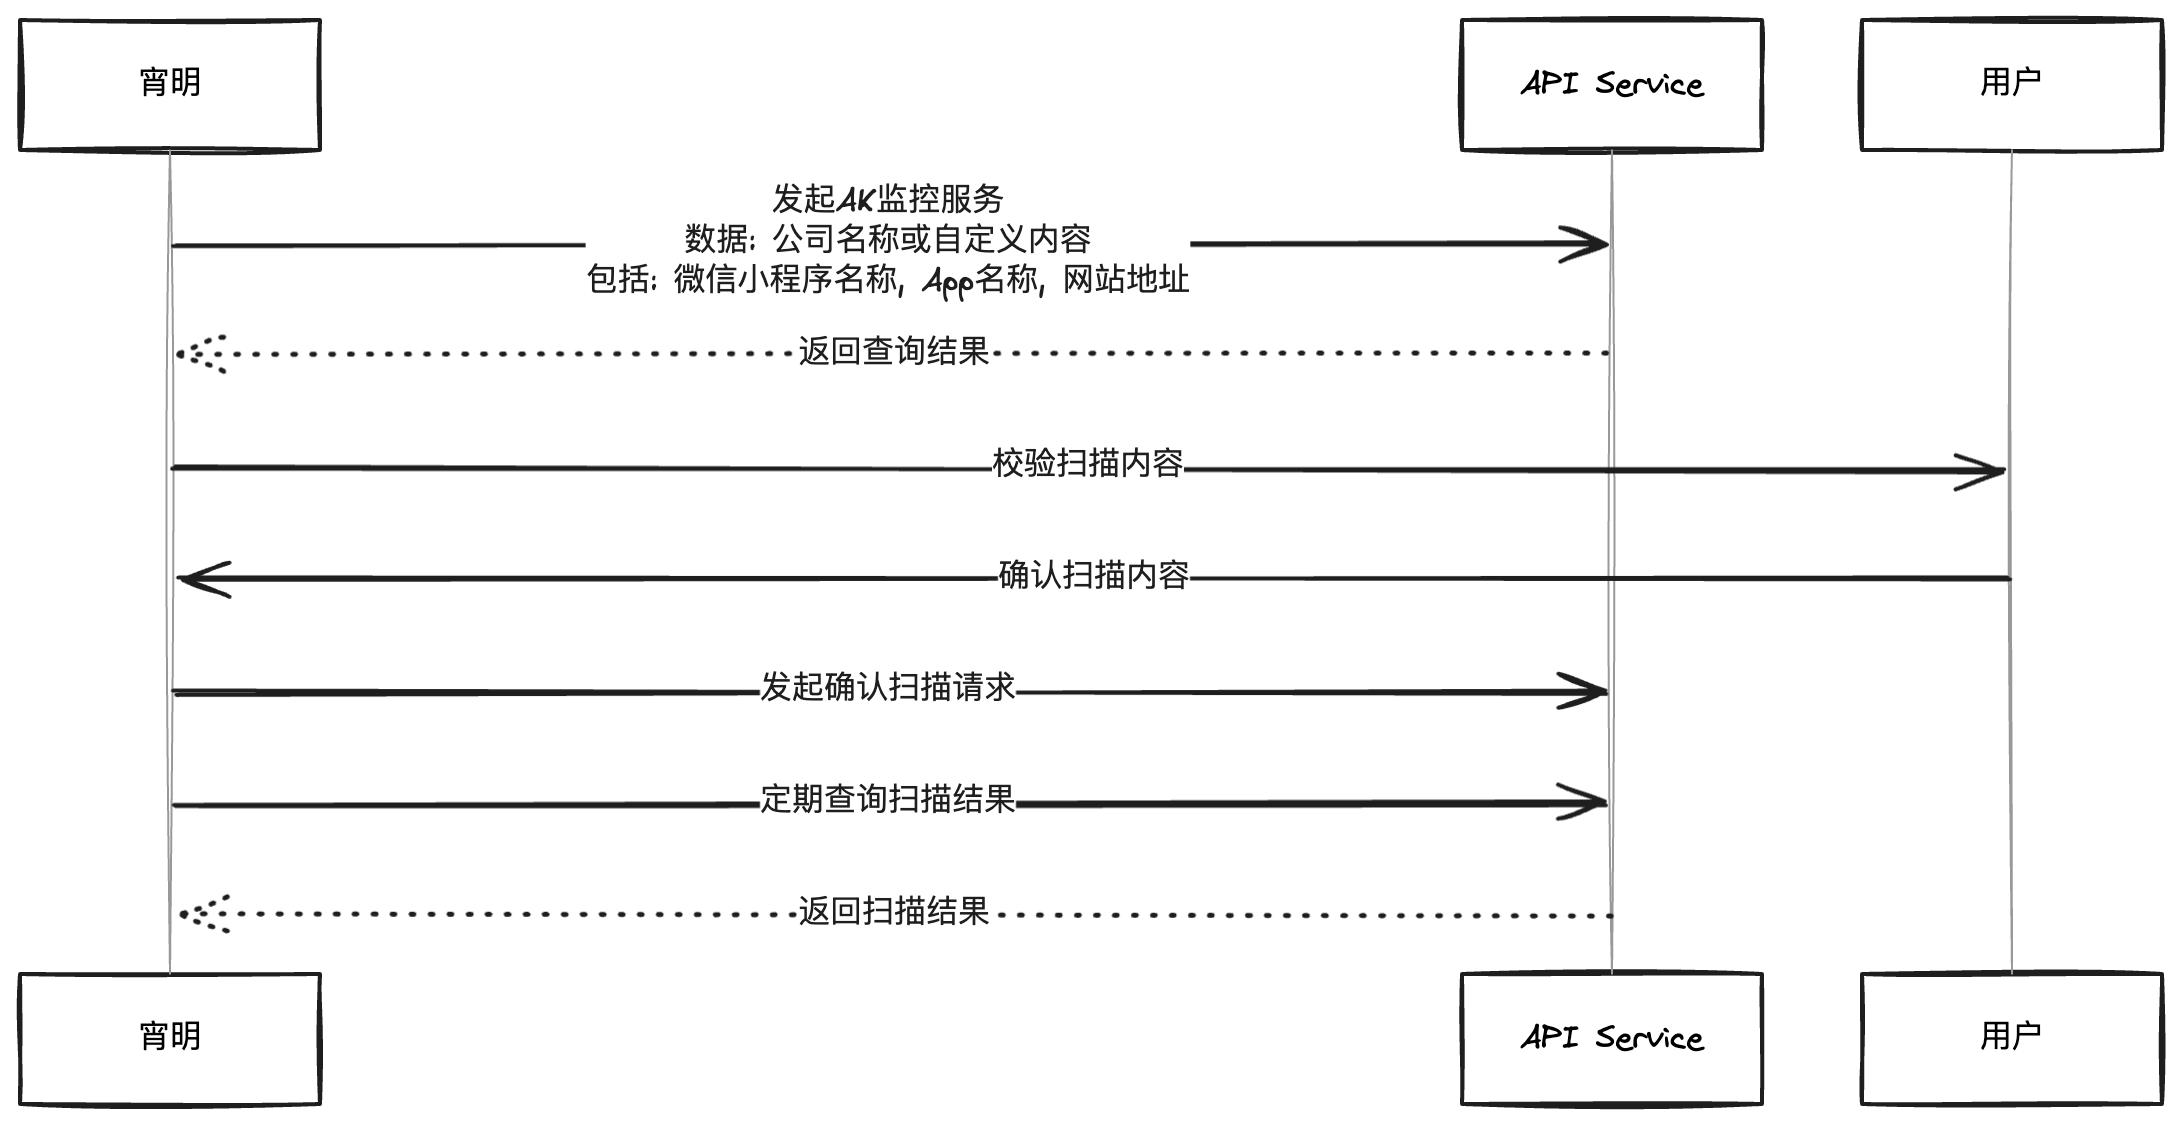 宵明
API Service
用户
发起AK监控服务
数据: 公司名称或自定义内容
包括: 微信小程序名称, App名称, 网站地址
返回查询结果
校验扫描内容
确认扫描内容
发起确认扫描请求
定期查询扫描结果
返回扫描结果
宵明
API Service
用户